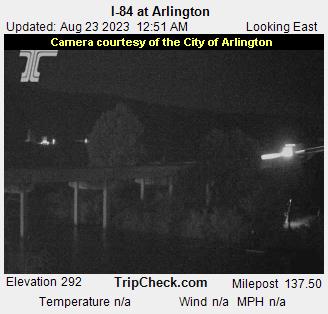 I-84 at Arlington
Updated: Aug 23 2023 12:51 AM Looking East
Camera courtesy of the City of Arlington
Elevation 292 TripCheck.com Milepost 137.50
Temperature n/a Wind n/a MPH n/a